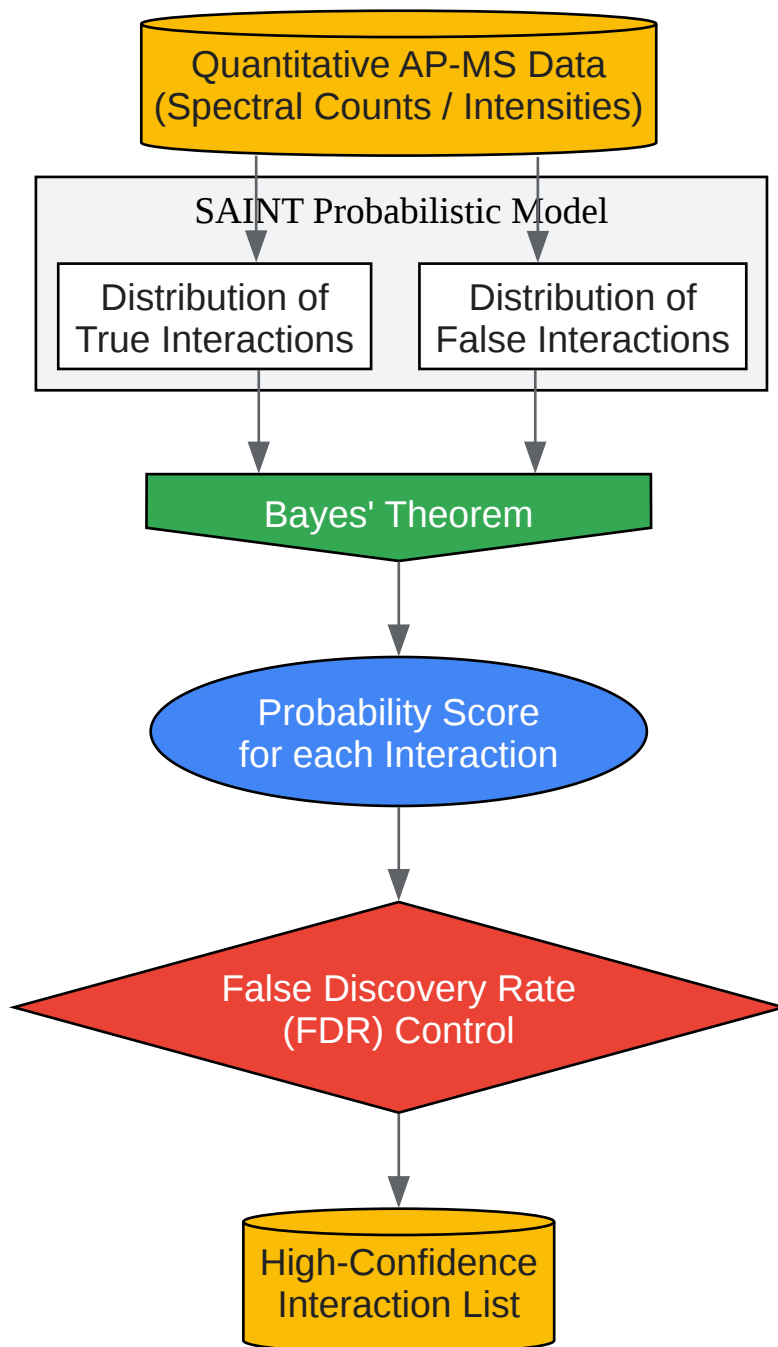 Quantitative AP-MS Data
(Spectral Counts / Intensities)
SAINT Probabilistic Model
Distribution of
True Interactions
Distribution of
False Interactions
Bayes' Theorem
Probability Score
for each Interaction
False Discovery Rate
(FDR) Control
High-Confidence
Interaction List